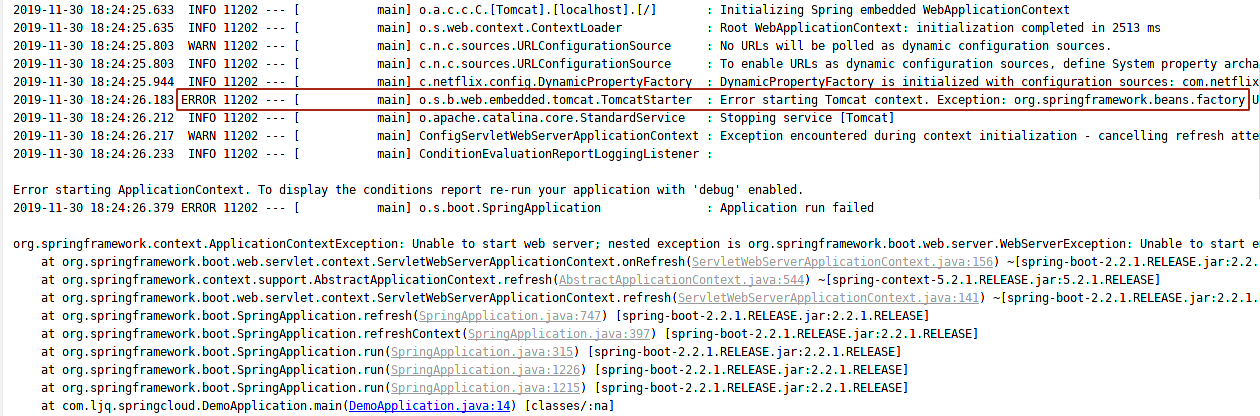 2019-11-30 18:24:25.633  INFO 11202 --- [           main] o.a.c.c.C.[Tomcat].[localhost].[/]       : Initializing Spring embedded WebApplicationContext
2019-11-30 18:24:25.635  INFO 11202 --- [           main] o.s.web.context.ContextLoader            : Root WebApplicationContext: initialization completed in 2513 ms
2019-11-30 18:24:25.803  WARN 11202 --- [           main] c.n.c.sources.URLConfigurationSource     : No URLs will be polled as dynamic configuration sources.
2019-11-30 18:24:25.803  INFO 11202 --- [           main] c.n.c.sources.URLConfigurationSource     : To enable URLs as dynamic configuration sources, define System property archa
2019-11-30 18:24:25.944  INFO 11202 --- [           main] c.netflix.config.DynamicPropertyFactory  : DynamicPropertyFactory is initialized with configuration sources: com.netflix
2019-11-30 18:24:26.183 ERROR 11202 --- [           main] o.s.b.web.embedded.tomcat.TomcatStarter  : Error starting Tomcat context. Exception: org.springframework.beans.factory.U
2019-11-30 18:24:26.212  INFO 11202 --- [           main] o.apache.catalina.core.StandardService   : Stopping service [Tomcat]
2019-11-30 18:24:26.217  WARN 11202 --- [           main] ConfigServletWebServerApplicationContext : Exception encountered during context initialization - cancelling refresh atte
2019-11-30 18:24:26.233  INFO 11202 --- [           main] ConditionEvaluationReportLoggingListener :
Error starting ApplicationContext. To display the conditions report re-run your application with 'debug' enabled.
2019-11-30 18:24:26.379 ERROR 11202 --- [           main] o.s.boot.SpringApplication               : Application run failed
org.springframework.context.ApplicationContextException: Unable to start web server; nested exception is org.springframework.boot.web.server.WebServerException: Unable to start e
    at org.springframework.boot.web.servlet.context.ServletWebServerApplicationContext.onRefresh(ServletWebServerApplicationContext.java:156) ~[spring-boot-2.2.1.RELEASE.jar:2.2.1.
    at org.springframework.context.support.AbstractApplicationContext.refresh(AbstractApplicationContext.java:544) ~[spring-context-5.2.1.RELEASE.jar:5.2.1.RELEASE]
    at org.springframework.boot.web.servlet.context.ServletWebServerApplicationContext.refresh(ServletWebServerApplicationContext.java:141) ~[spring-boot-2.2.1.RELEASE.jar:2.2.1.
    at org.springframework.boot.SpringApplication.refresh(SpringApplication.java:747) [spring-boot-2.2.1.RELEASE.jar:2.2.1.RELEASE]
    at org.springframework.boot.SpringApplication.refreshContext(SpringApplication.java:397) [spring-boot-2.2.1.RELEASE.jar:2.2.1.RELEASE]
    at org.springframework.boot.SpringApplication.run(SpringApplication.java:315) [spring-boot-2.2.1.RELEASE.jar:2.2.1.RELEASE]
    at org.springframework.boot.SpringApplication.run(SpringApplication.java:1226) [spring-boot-2.2.1.RELEASE.jar:2.2.1.RELEASE]
    at org.springframework.boot.SpringApplication.run(SpringApplication.java:1215) [spring-boot-2.2.1.RELEASE.jar:2.2.1.RELEASE]
    at com.ljq.springcloud.DemoApplication.main(DemoApplication.java:14) [classes/:na]